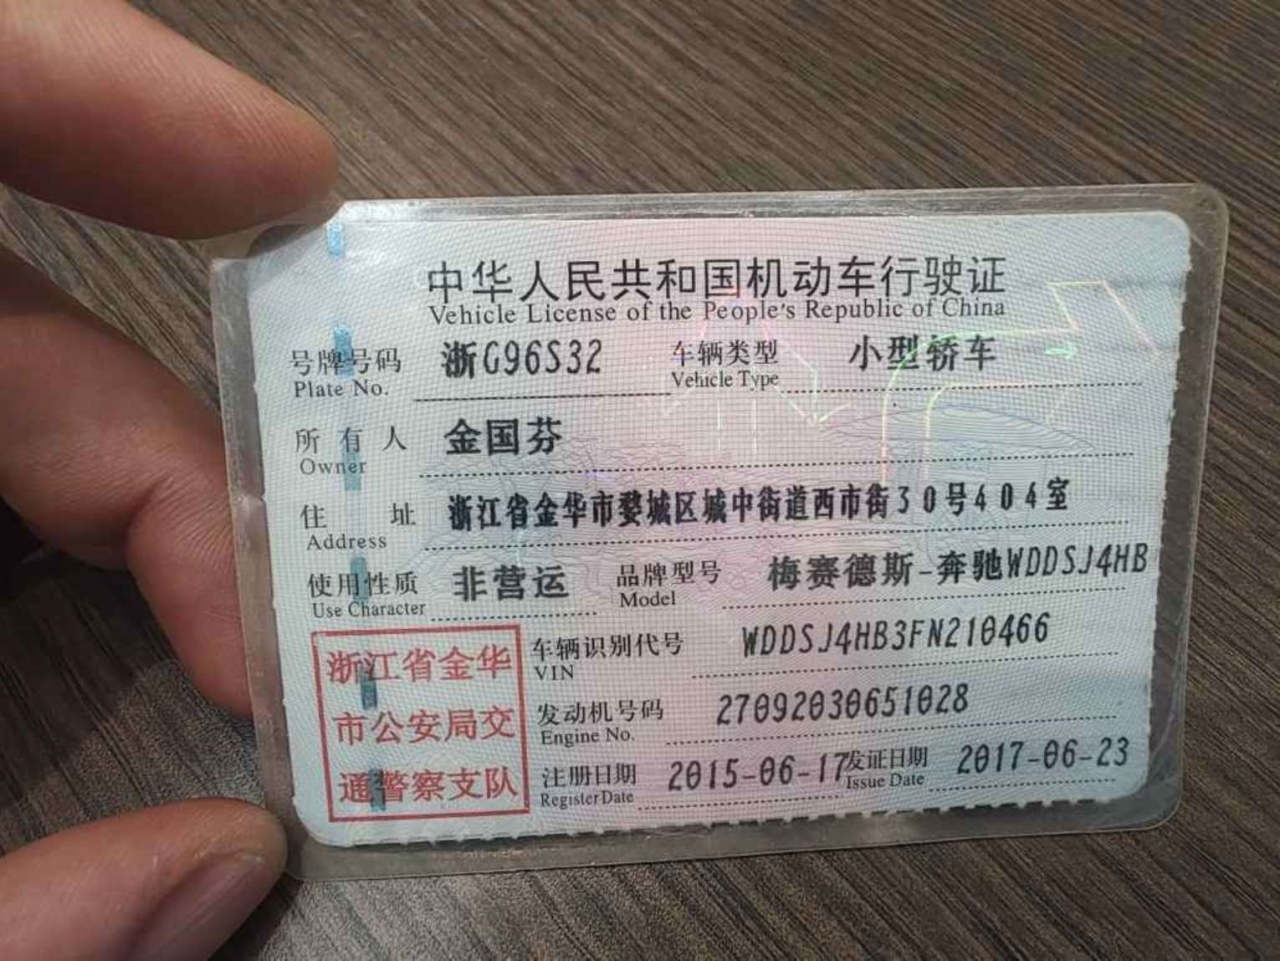 中华人民共和国机动车行驶证
Vehicle License of the People's Republic of China
号牌号码 浙G96S32 车辆类型 小型轿车
Plate No. Vehicle Type
所有人 金国芬
Owner
住址 浙江省金华市婺城区城中街道西市街30号404室
Address
使用性质 非营运 品牌型号 梅赛德斯-奔驰WDDSJ4HB
Use Character Model
浙江省金华
市公安局交
通警察支队
车辆识别代号 WDDSJ4HB3FN210466
VIN
发动机号码 27092030651028
Engine No.
注册日期 2015-06-17 发证日期 2017-06-23
Register Date Issue Date